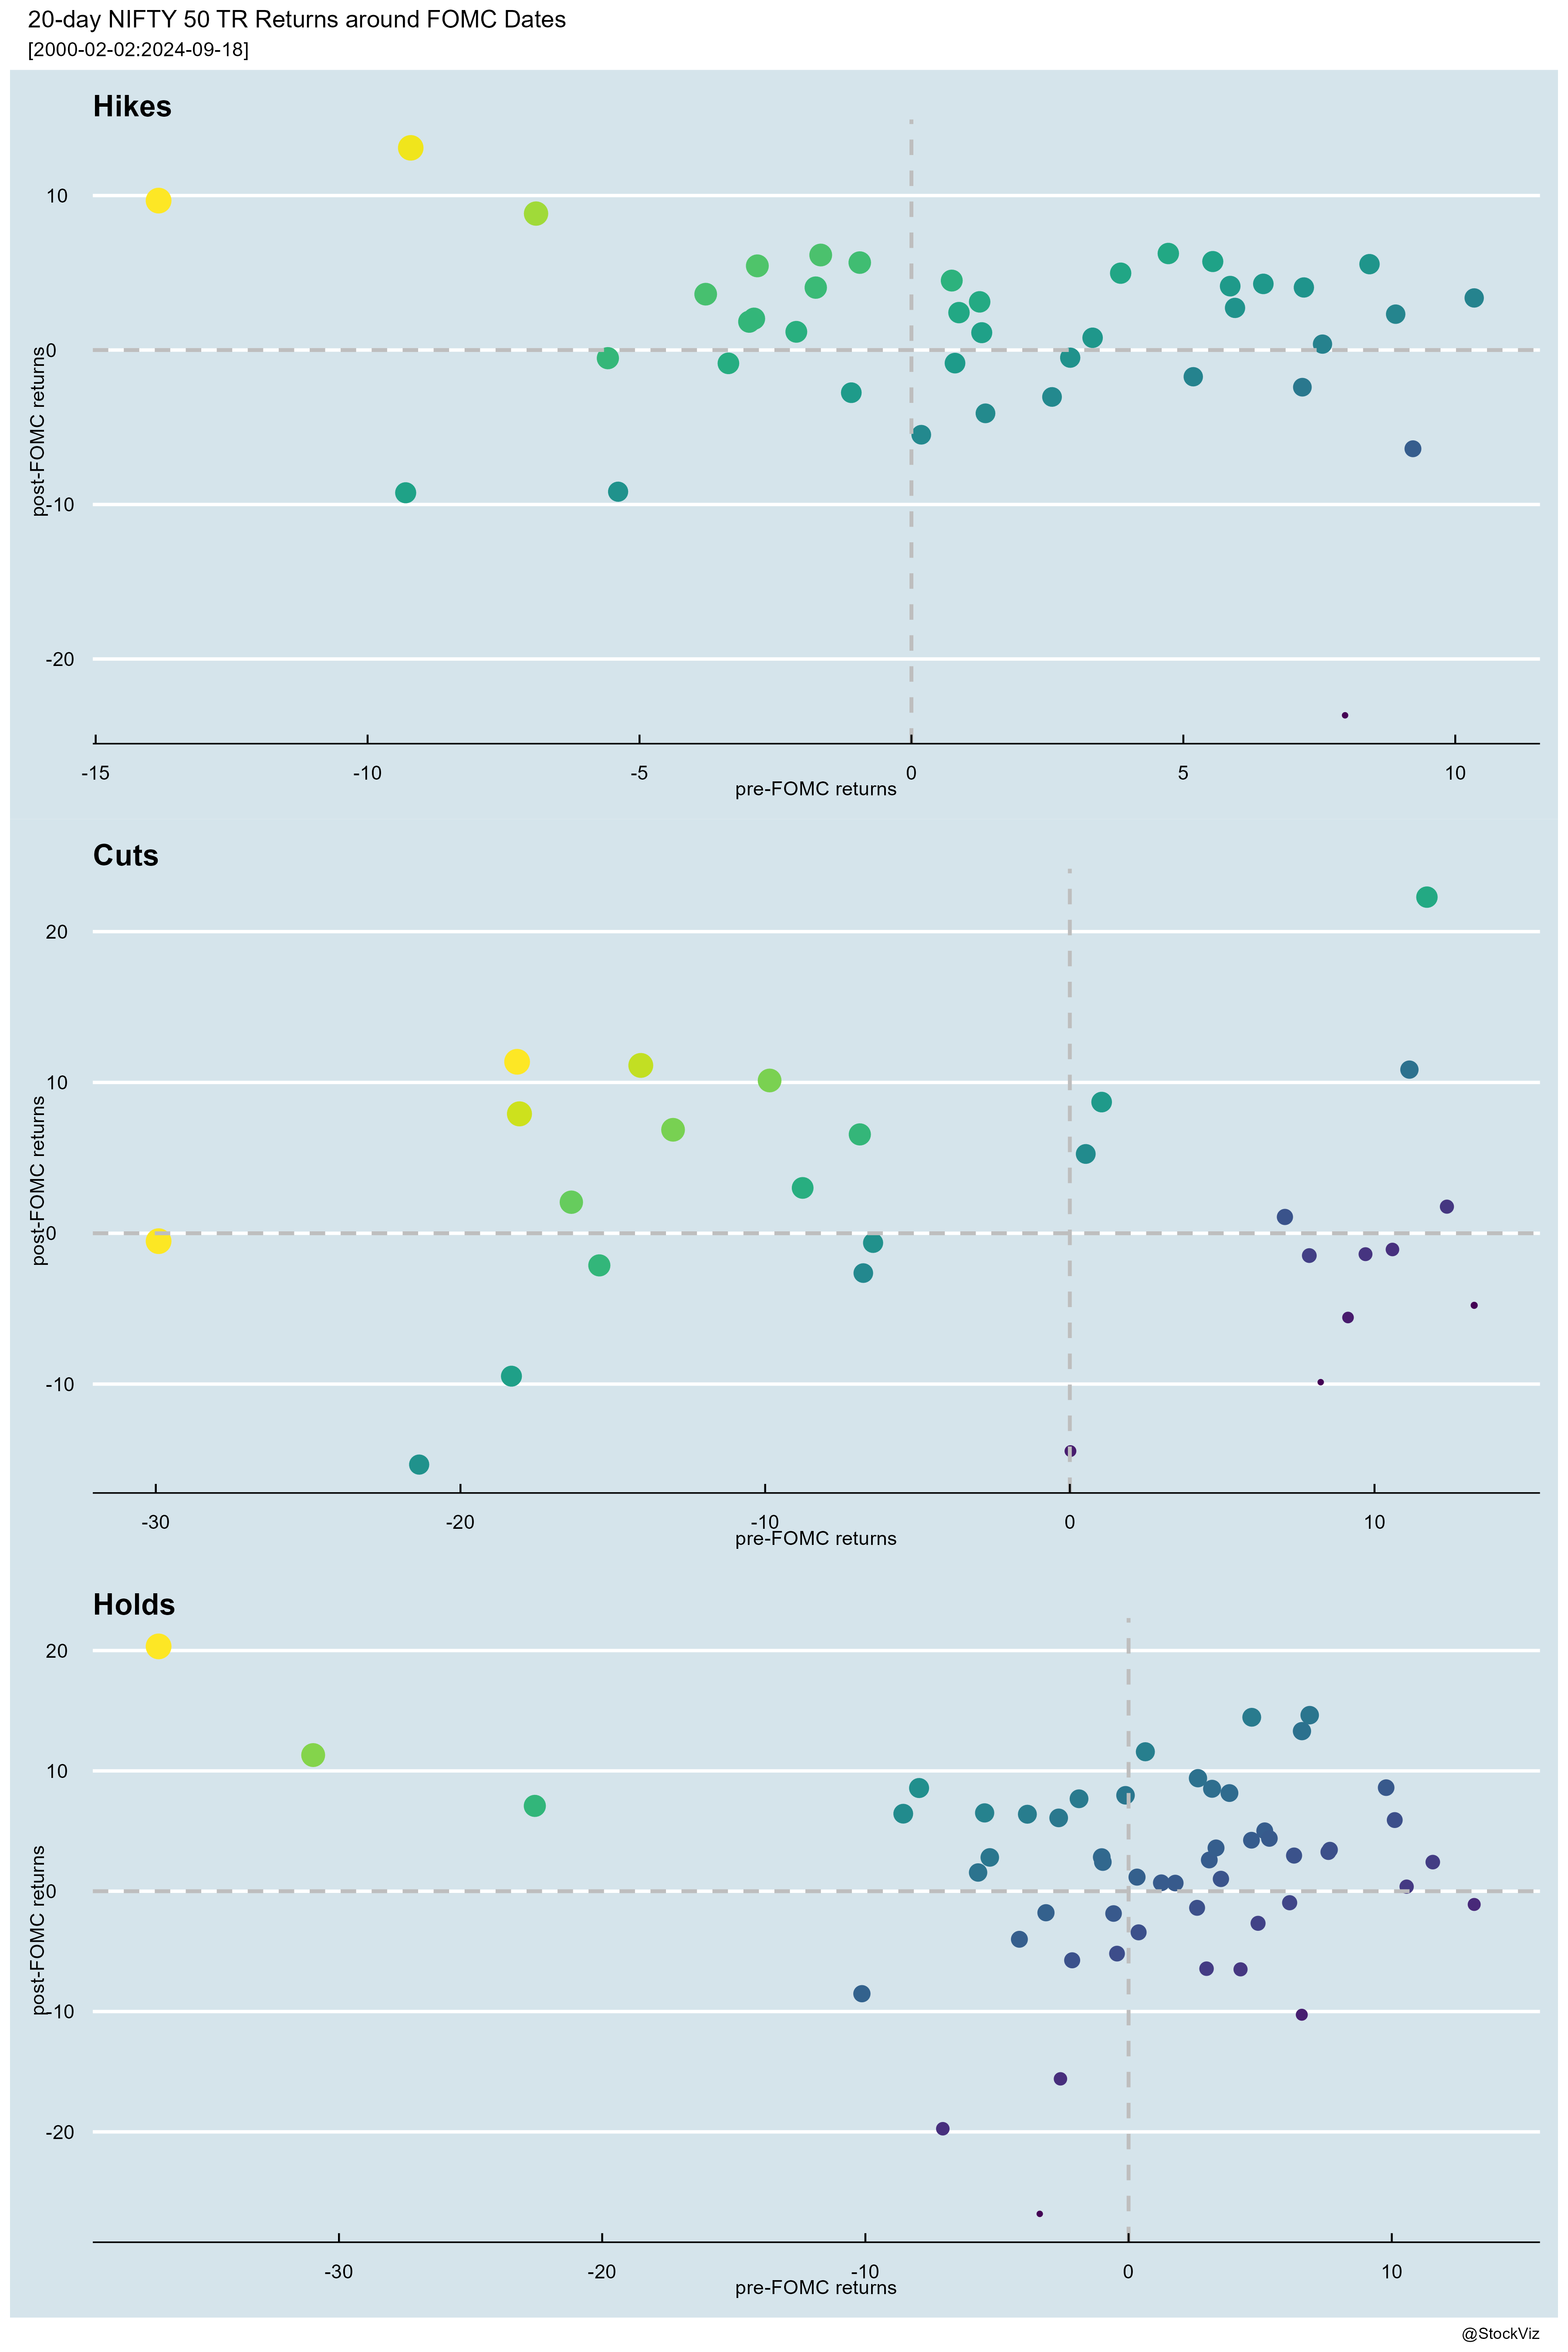 20-day NIFTY 50 TR Returns around FOMC Dates
[2000-02-02:2024-09-18]
Hikes
10
0
-10
-20
post-FOMC returns
-15 -10 -5 0 5 10
pre-FOMC returns
Cuts
20
10
0
-10
post-FOMC returns
-30 -20 -10 0 10
pre-FOMC returns
Holds
20
10
0
-10
-20
post-FOMC returns
-30 -20 -10 0 10
pre-FOMC returns
@StockViz